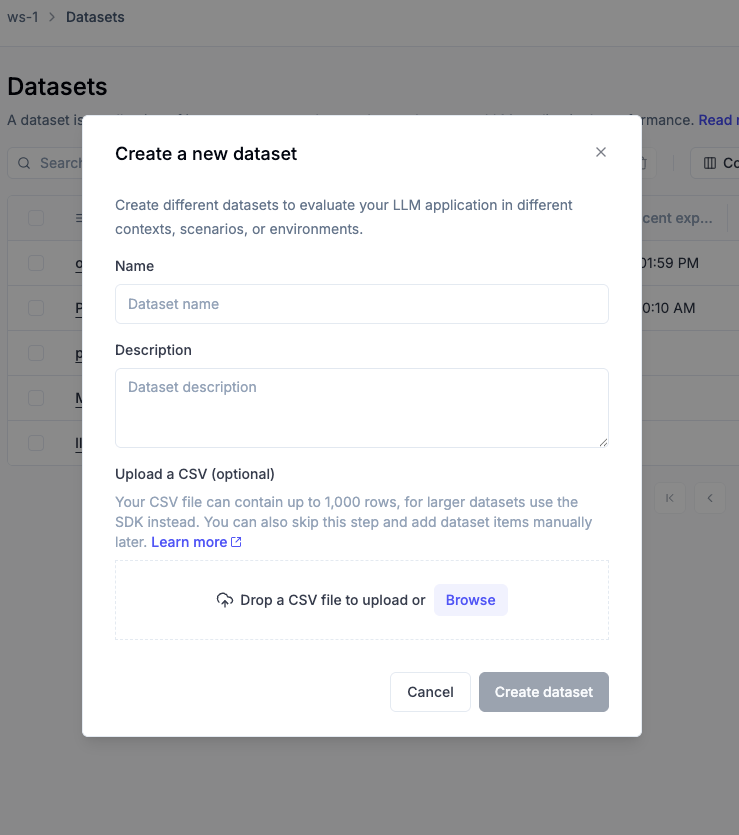 ws-1 > Datasets
Datasets
A dataset is
rmance. Read
Search
Co
cent exp...
01:59 PM
0:10 AM
Create a new dataset
Create different datasets to evaluate your LLM application in different
contexts, scenarios, or environments.
Name
Dataset name
Description
Dataset description
Upload a CSV (optional)
Your CSV file can contain up to 1,000 rows, for larger datasets use the
SDK instead. You can also skip this step and add dataset items manually
later. Learn more
Drop a CSV file to upload or Browse
Cancel Create dataset